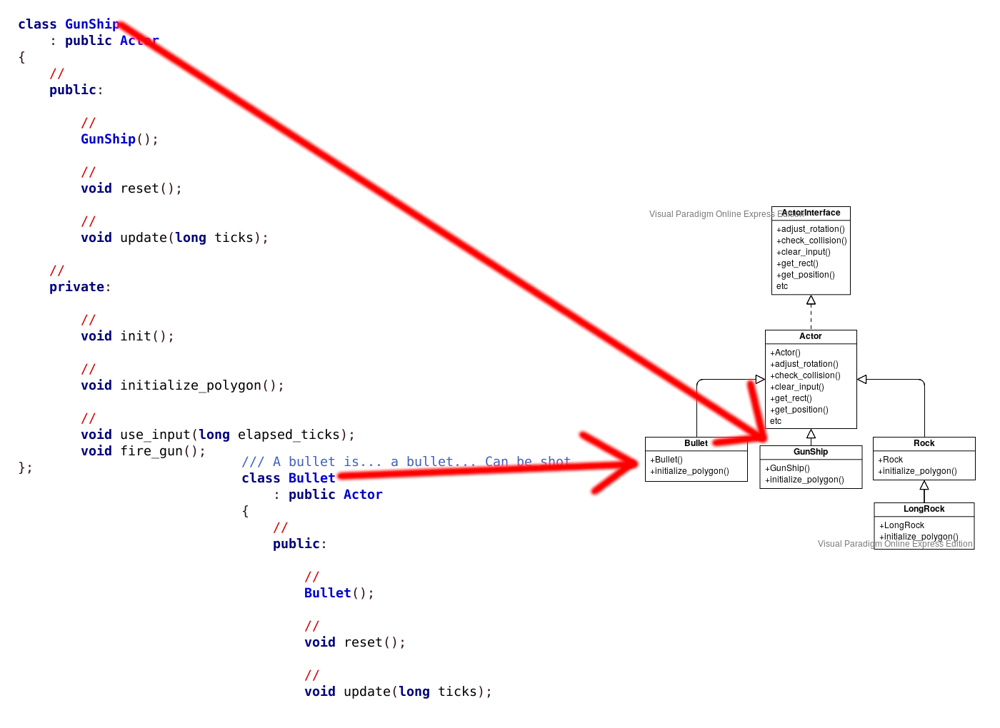 class GunShip
: public Actor
{
//
public:
//
GunShip();
//
void reset();
//
void update(long ticks);
//
private:
//
void init();
//
void initialize_polygon();
//
void use_input(long elapsed_ticks);
void fire_gun();
};
/// A bullet is... a bullet... Can be shot
class Bullet
: public Actor
{
//
public:
//
Bullet();
//
void reset();
//
void update(long ticks);
Visual Paradigm Online Express Edition
ActorInterface
+adjust_rotation()
+check_collision()
+clear_input()
+get_rect()
+get_position()
etc
Actor
+Actor()
+adjust_rotation()
+check_collision()
+clear_input()
+get_rect()
+get_position()
etc
Bullet
+Bullet()
+initialize_polygon()
GunShip
+GunShip()
+initialize_polygon()
Rock
+Rock
+initialize_polygon()
LongRock
+LongRock
+initialize_polygon()
Visual Paradigm Online Express Edition